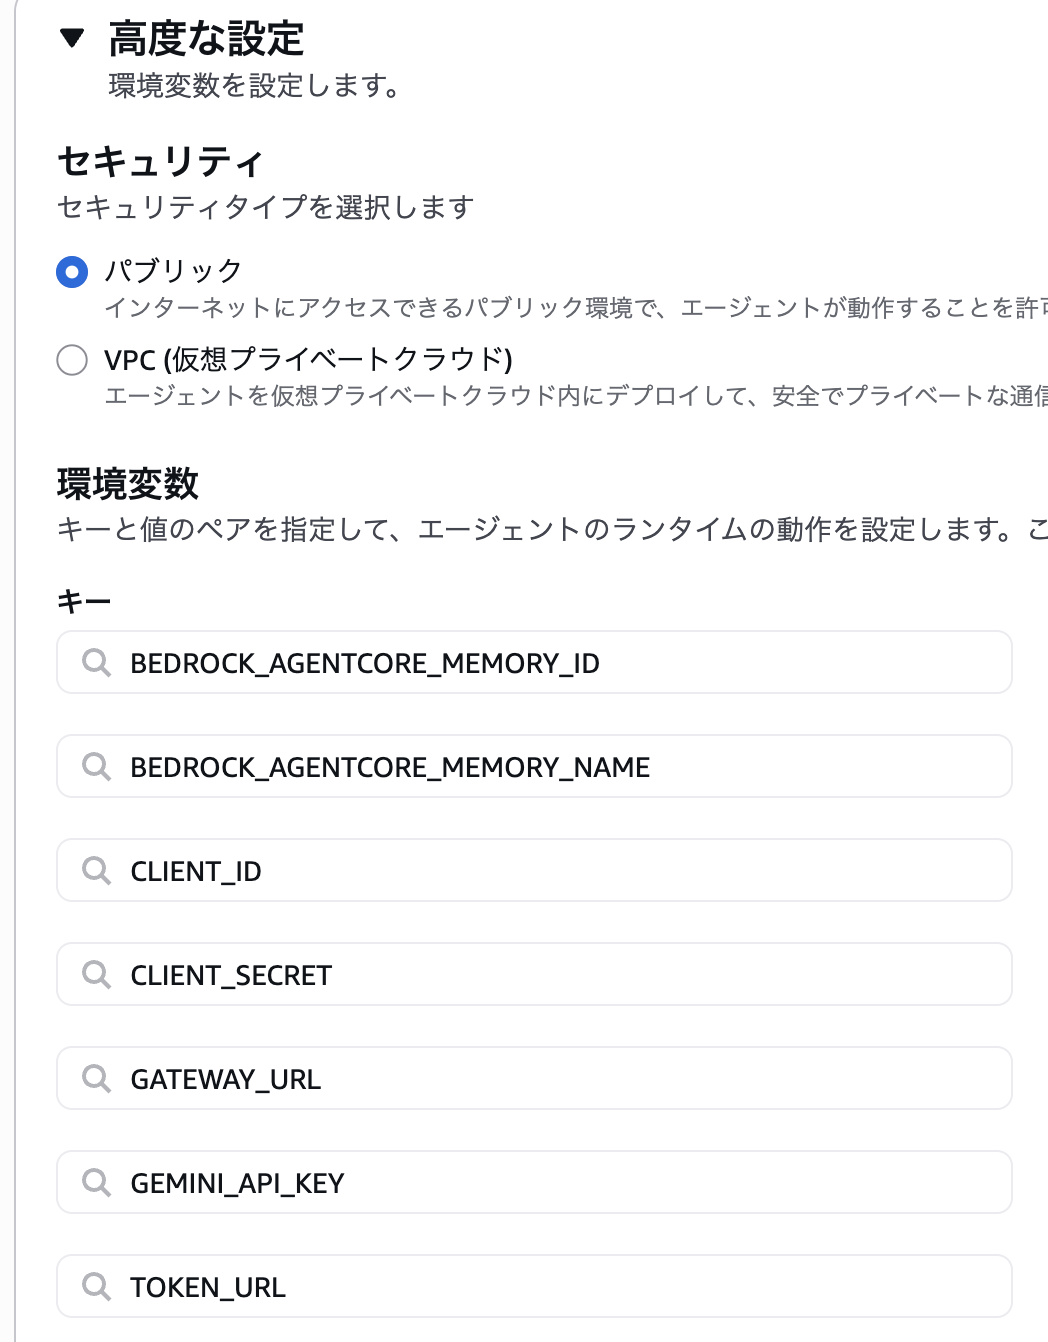 高度な設定
環境変数を設定します。
セキュリティ
セキュリティタイプを選択します
パブリック
インターネットにアクセスできるパブリック環境で、エージェントが動作することを許可
VPC (仮想プライベートクラウド)
エージェントを仮想プライベートクラウド内にデプロイして、安全でプライベートな通信
環境変数
キーと値のペアを指定して、エージェントのランタイムの動作を設定します。こ
キー
BEDROCK_AGENTCORE_MEMORY_ID
BEDROCK_AGENTCORE_MEMORY_NAME
CLIENT_ID
CLIENT_SECRET
GATEWAY_URL
GEMINI_API_KEY
TOKEN_URL